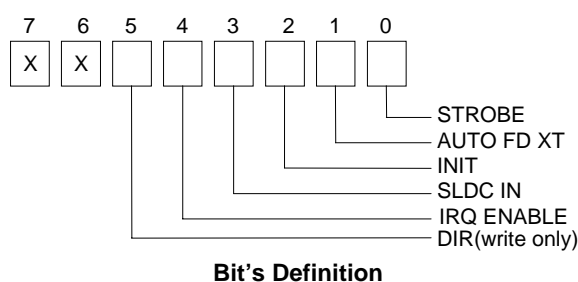 7 6 5 4 3 2 1 0
X X
STROBE
AUTO FD XT
INIT
SLDC IN
IRQ ENABLE
DIR(write only)
Bit's Definition